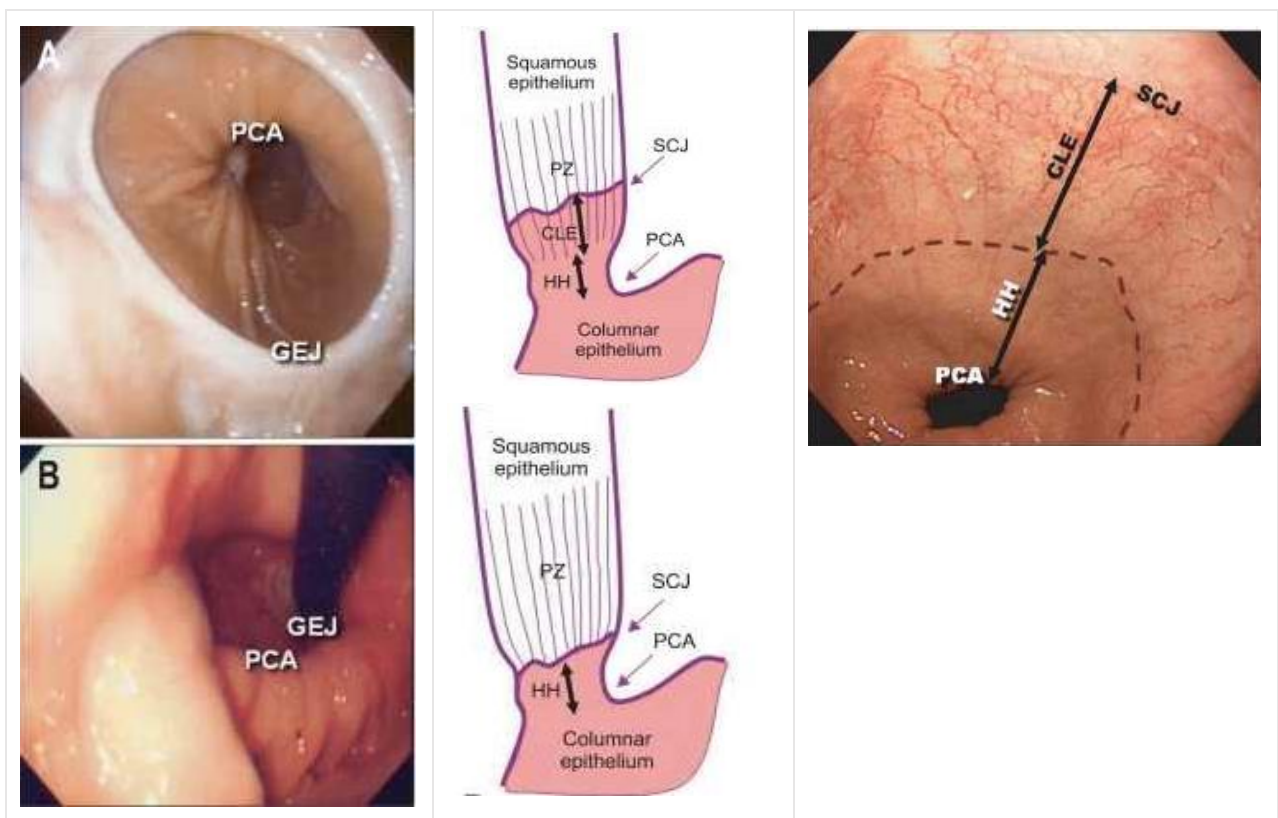 A
PCA
GEJ
B
GEJ
PCA
Squamous
epithelium
PZ
SCJ
CLE
PCA
HH
Columnar
epithelium
Squamous
epithelium
PZ
SCJ
PCA
HH
Columnar
epithelium
SCJ
CLE
HH
PCA